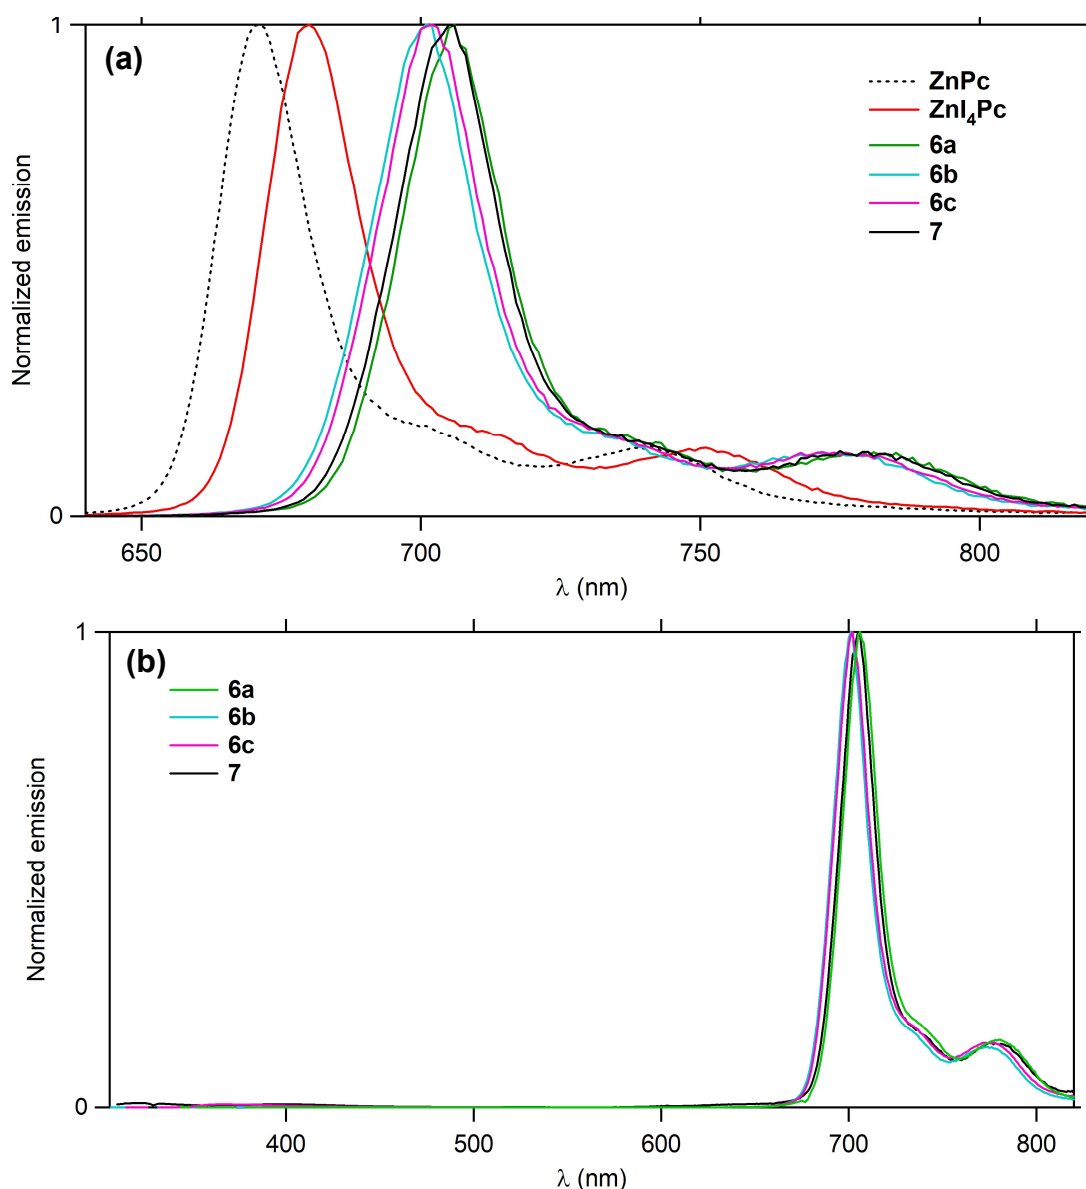 1
(a)
ZnPc
ZnI₄Pc
6a
6b
6c
7
Normalized emission
0
650 700 750 800
λ (nm)
1
(b)
6a
6b
6c
7
Normalized emission
0
400 500 600 700 800
λ (nm)